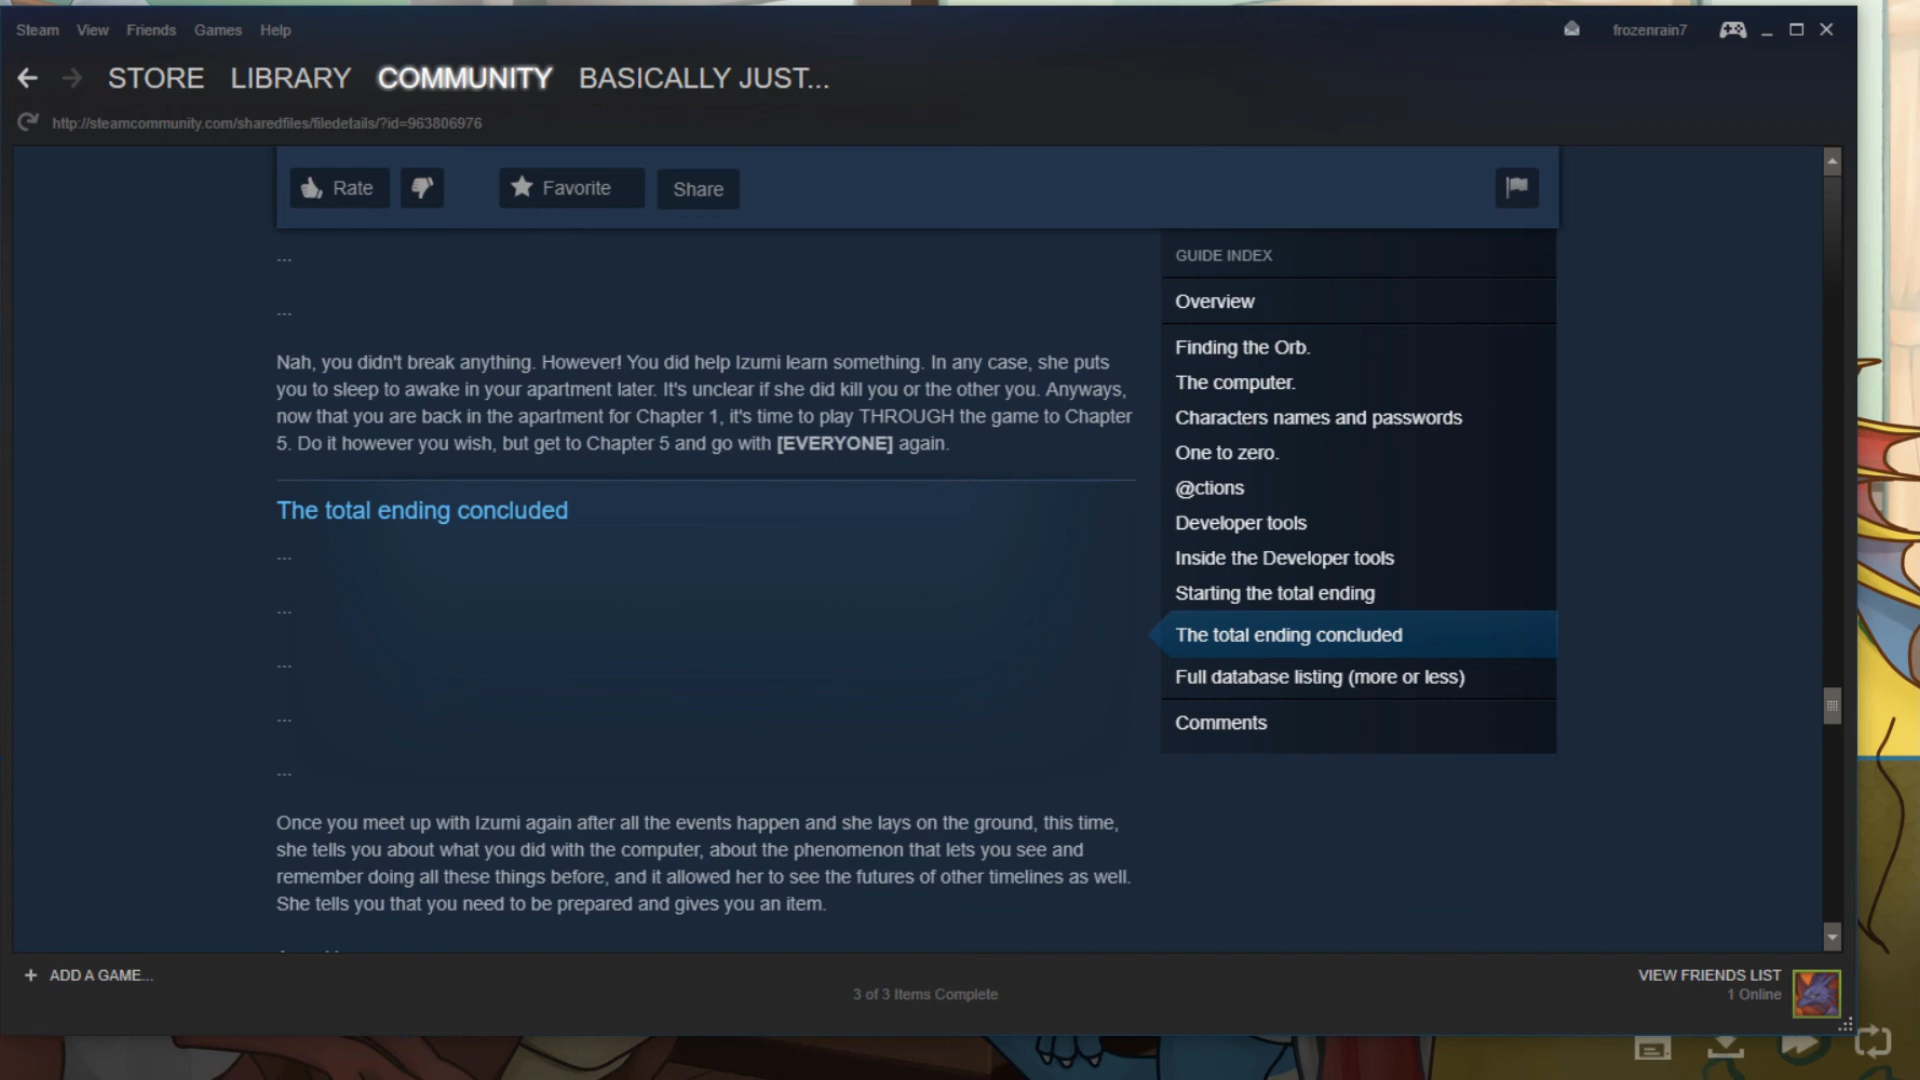 Steam View Friends Games Help
frozenrain7
STORE LIBRARY COMMUNITY BASICALLY JUST...
http://steamcommunity.com/sharedfiles/filedetails/?id=963806976
Rate
Favorite
Share
...
...
Nah, you didn't break anything. However! You did help Izumi learn something. In any case, she puts
you to sleep to awake in your apartment later. It's unclear if she did kill you or the other you. Anyways,
now that you are back in the apartment for Chapter 1, it's time to play THROUGH the game to Chapter
5. Do it however you wish, but get to Chapter 5 and go with [EVERYONE] again.
The total ending concluded
...
...
...
...
...
Once you meet up with Izumi again after all the events happen and she lays on the ground, this time,
she tells you about what you did with the computer, about the phenomenon that lets you see and
remember doing all these things before, and it allowed her to see the futures of other timelines as well.
She tells you that you need to be prepared and gives you an item.
GUIDE INDEX
Overview
Finding the Orb.
The computer.
Characters names and passwords
One to zero.
@ctions
Developer tools
Inside the Developer tools
Starting the total ending
The total ending concluded
Full database listing (more or less)
Comments
+ ADD A GAME...
3 of 3 Items Complete
VIEW FRIENDS LIST
1 Online